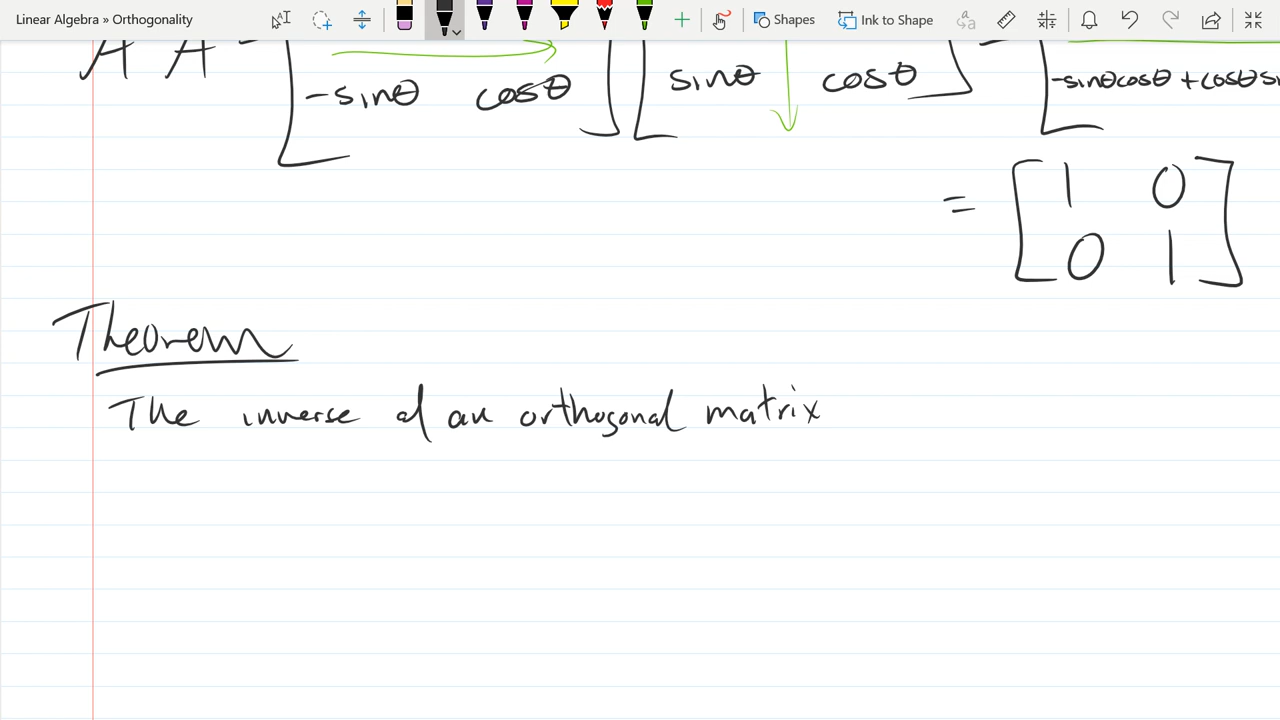 Linear Algebra » Orthogonality
Shapes
Ink to Shape
A A = [
-sinθ cosθ
sinθ cosθ
-sinθcosθ + cosθsin
= [ 1 0
0 1 ]
Theorem
The inverse of an orthogonal matrix